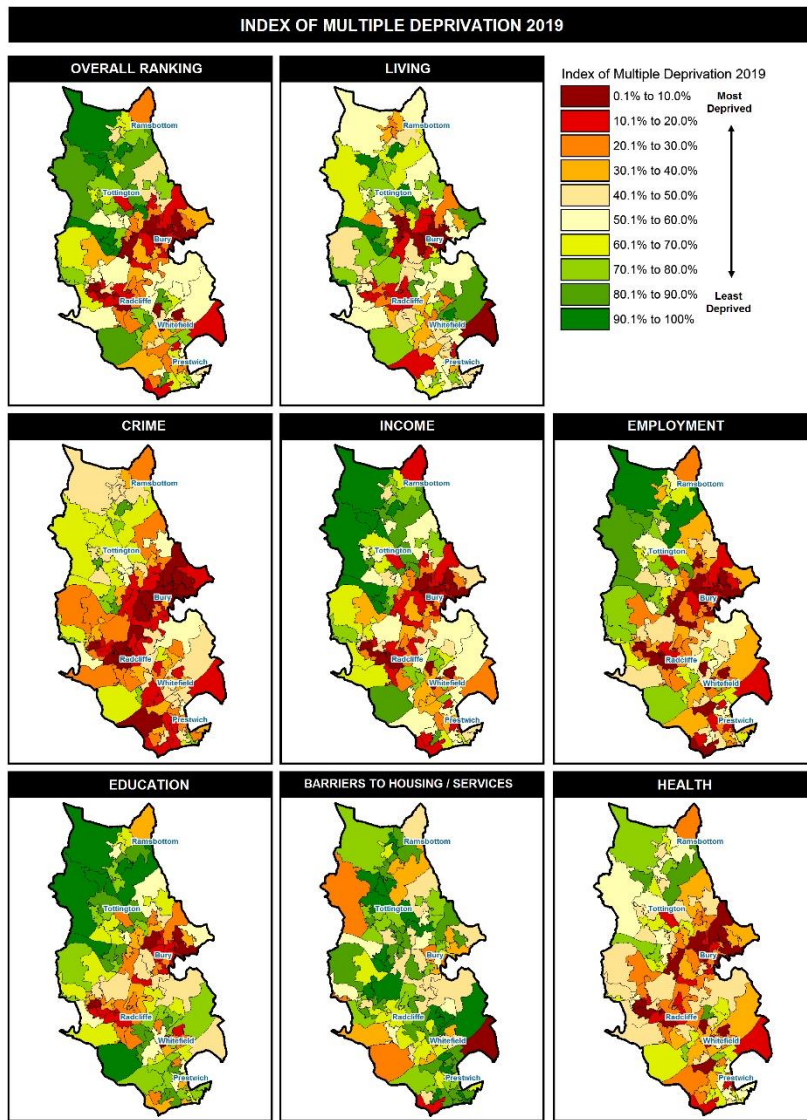 INDEX OF MULTIPLE DEPRIVATION 2019
OVERALL RANKING
Ramsbottom
Tottington
Bury
Radcliffe
Whitefield
Prestwich
LIVING
Ramsbottom
Tottington
Bury
Radcliffe
Whitefield
Prestwich
Index of Multiple Deprivation 2019
0.1% to 10.0%
10.1% to 20.0%
20.1% to 30.0%
30.1% to 40.0%
40.1% to 50.0%
50.1% to 60.0%
60.1% to 70.0%
70.1% to 80.0%
80.1% to 90.0%
90.1% to 100%
Most
Deprived
Least
Deprived
CRIME
Ramsbottom
Tottington
Bury
Radcliffe
Whitefield
Prestwich
INCOME
Ramsbottom
Tottington
Bury
Radcliffe
Whitefield
Prestwich
EMPLOYMENT
Ramsbottom
Tottington
Bury
Radcliffe
Whitefield
Prestwich
EDUCATION
Ramsbottom
Tottington
Bury
Radcliffe
Whitefield
Prestwich
BARRIERS TO HOUSING / SERVICES
Ramsbottom
Tottington
Bury
Radcliffe
Whitefield
Prestwich
HEALTH
Ramsbottom
Tottington
Bury
Radcliffe
Whitefield
Prestwich